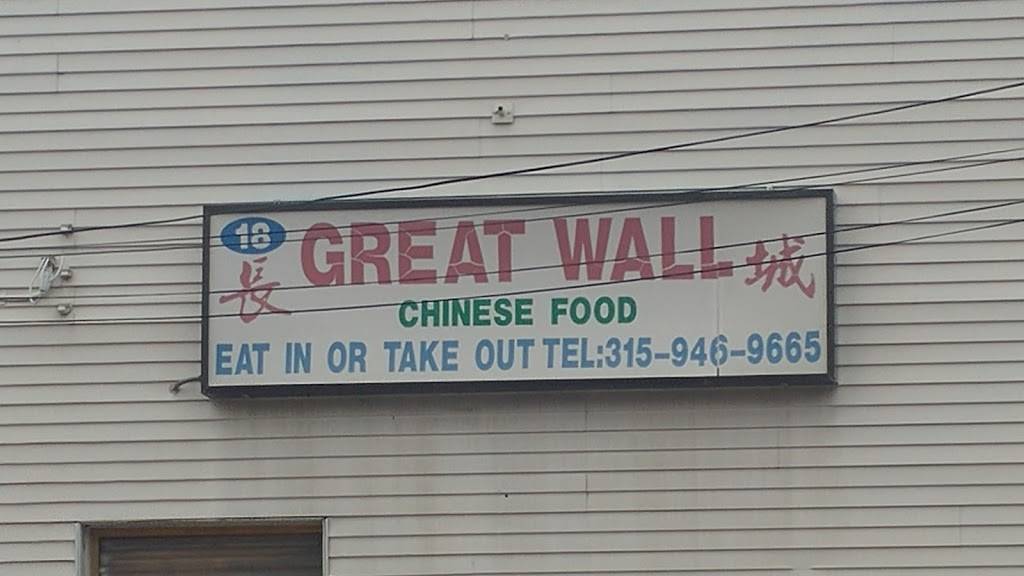 18
長 GREAT WALL 城
CHINESE FOOD
EAT IN OR TAKE OUT TEL:315-946-9665